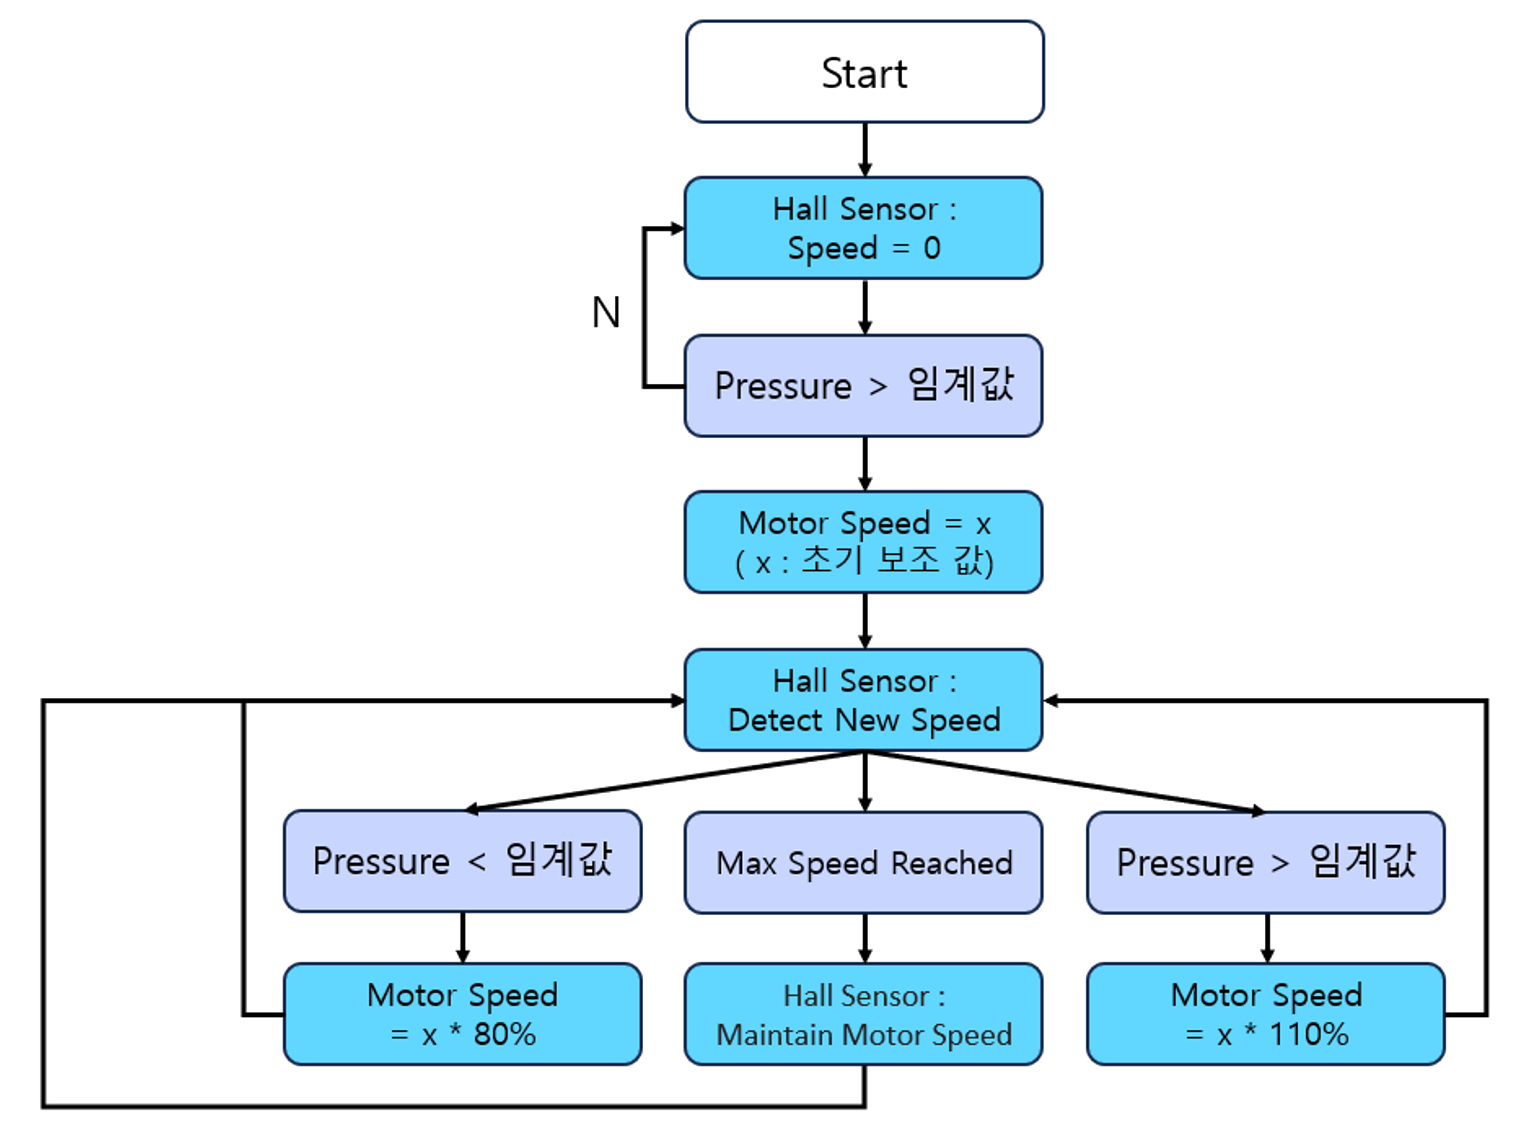 Start
Hall Sensor :
Speed = 0
N
Pressure > 임계값
Motor Speed = x
( x : 초기 보조 값)
Hall Sensor :
Detect New Speed
Pressure < 임계값
Max Speed Reached
Pressure > 임계값
Motor Speed
= x * 80%
Hall Sensor :
Maintain Motor Speed
Motor Speed
= x * 110%